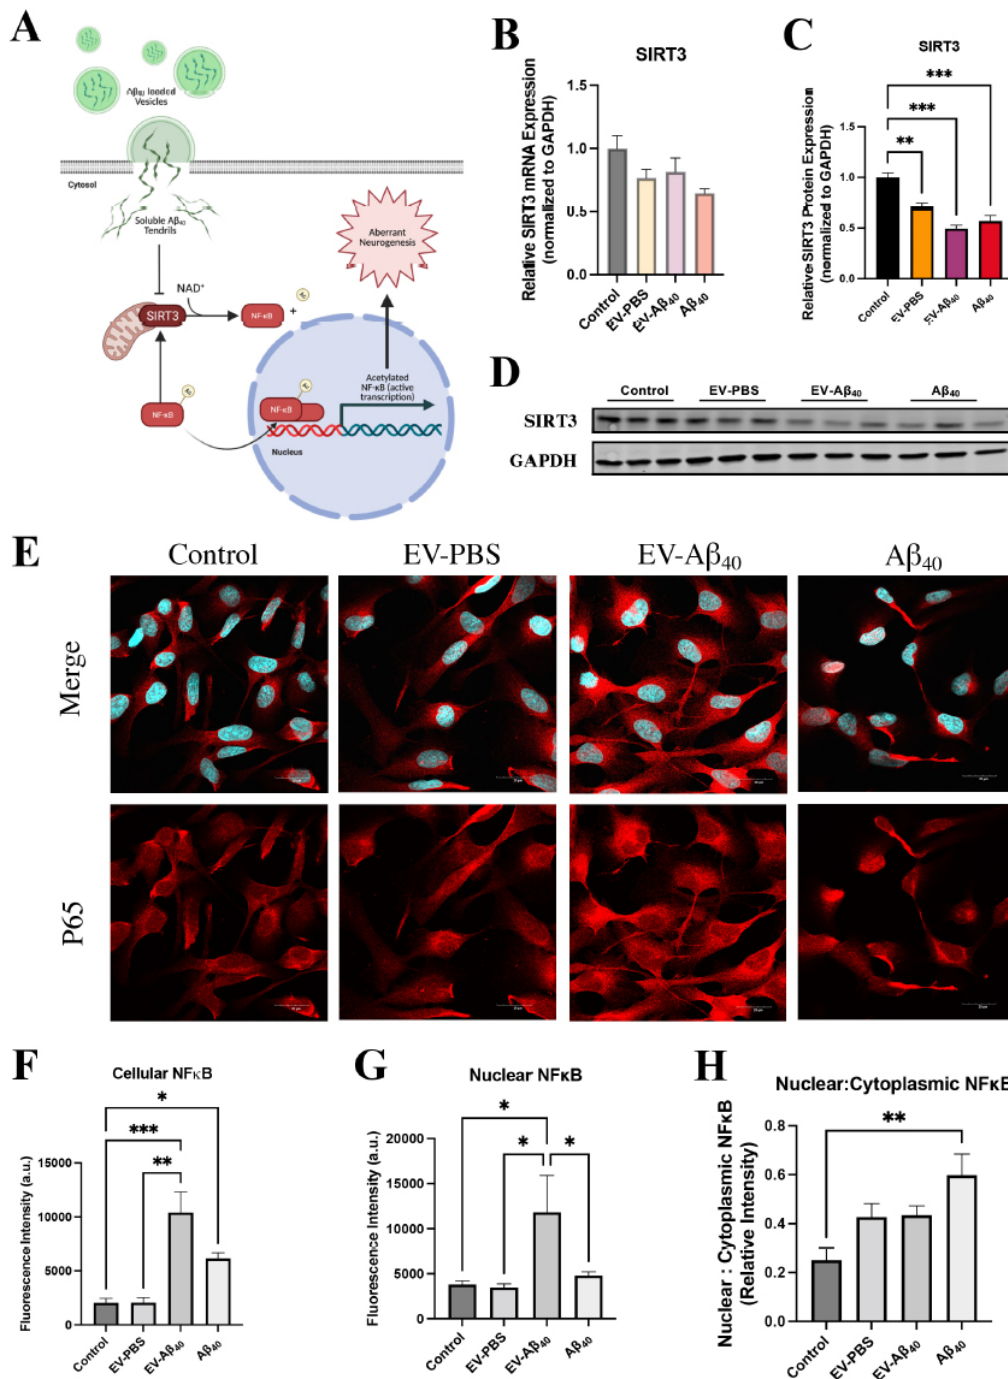 A
Aβ₄₀ loaded
Vesicles
Cytosol
Soluble Aβ₄₀
Tendrils
Aberrant
Neurogenesis
NAD⁺
SIRT3
NF-κB
+
Ac
Ac
NF-κB
Acetylated
NF-κB (active
transcription)
Ac
NF-κB
Nucleus
B
SIRT3
Relative SIRT3 mRNA Expression
(normalized to GAPDH)
1.5
1.0
0.5
0.0
Control
EV-PBS
EV-Aβ₄₀
Aβ₄₀
C
SIRT3
Relative SIRT3 Protein Expression
(normalized to GAPDH)
***
***
**
1.5
1.0
0.5
0.0
Control
EV-PBS
EV-Aβ₄₀
Aβ₄₀
D
Control EV-PBS EV-Aβ₄₀ Aβ₄₀
SIRT3
GAPDH
E
Control EV-PBS EV-Aβ₄₀ Aβ₄₀
Merge
P65
F
Cellular NFκB
Fluorescence Intensity (a.u.)
*
***
**
15000
10000
5000
0
Control
EV-PBS
EV-Aβ₄₀
Aβ₄₀
G
Nuclear NFκB
Fluorescence Intensity (a.u.)
*
* *
20000
15000
10000
5000
0
Control
EV-PBS
EV-Aβ₄₀
Aβ₄₀
H
Nuclear:Cytoplasmic NFκB
Nuclear : Cytoplasmic NFκB
(Relative Intensity)
**
0.8
0.6
0.4
0.2
0.0
Control
EV-PBS
EV-Aβ₄₀
Aβ₄₀